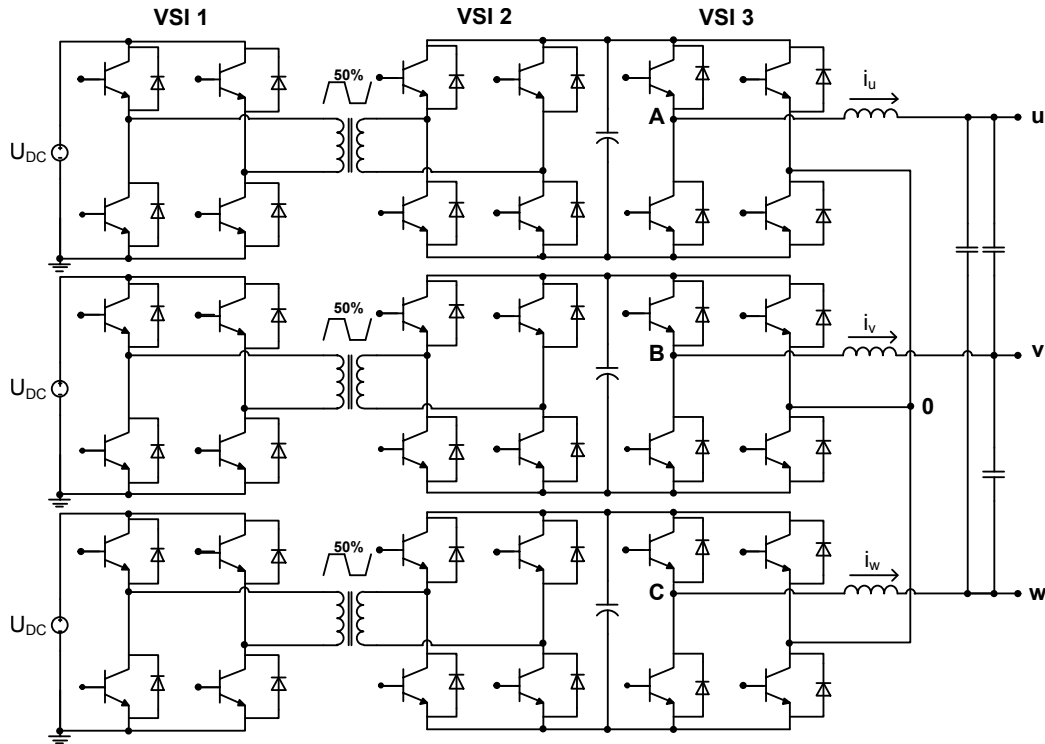 VSI 1 VSI 2 VSI 3
50%
i_u
A
u
U_DC
50%
i_v
B
v
U_DC
0
50%
i_w
C
w
U_DC